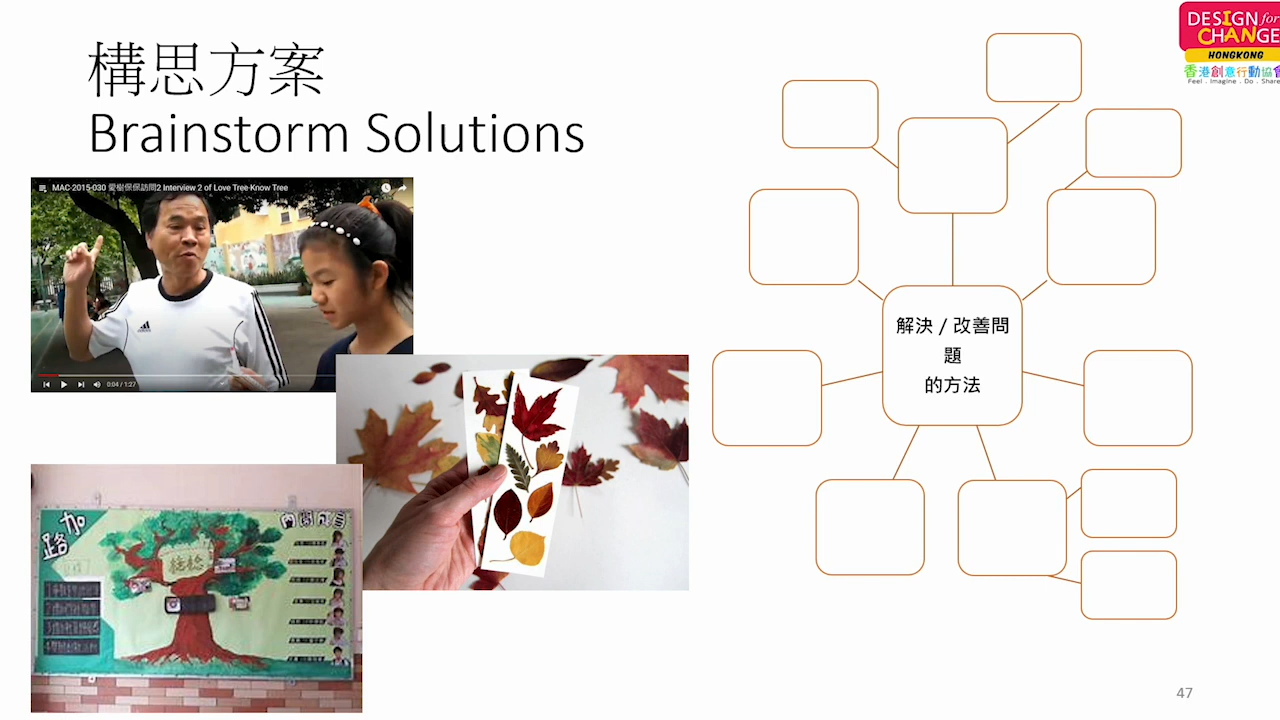 構思方案
Brainstorm Solutions
DESIGN for
CHANGE
HONGKONG
香港創意行動協會
Feel . Imagine . Do . Share
MAC-2015-030 愛樹保保訪問2 Interview 2 of Love Tree Know Tree
0:04 / 1:27
解決 / 改善問
題
的方法
加
路
47